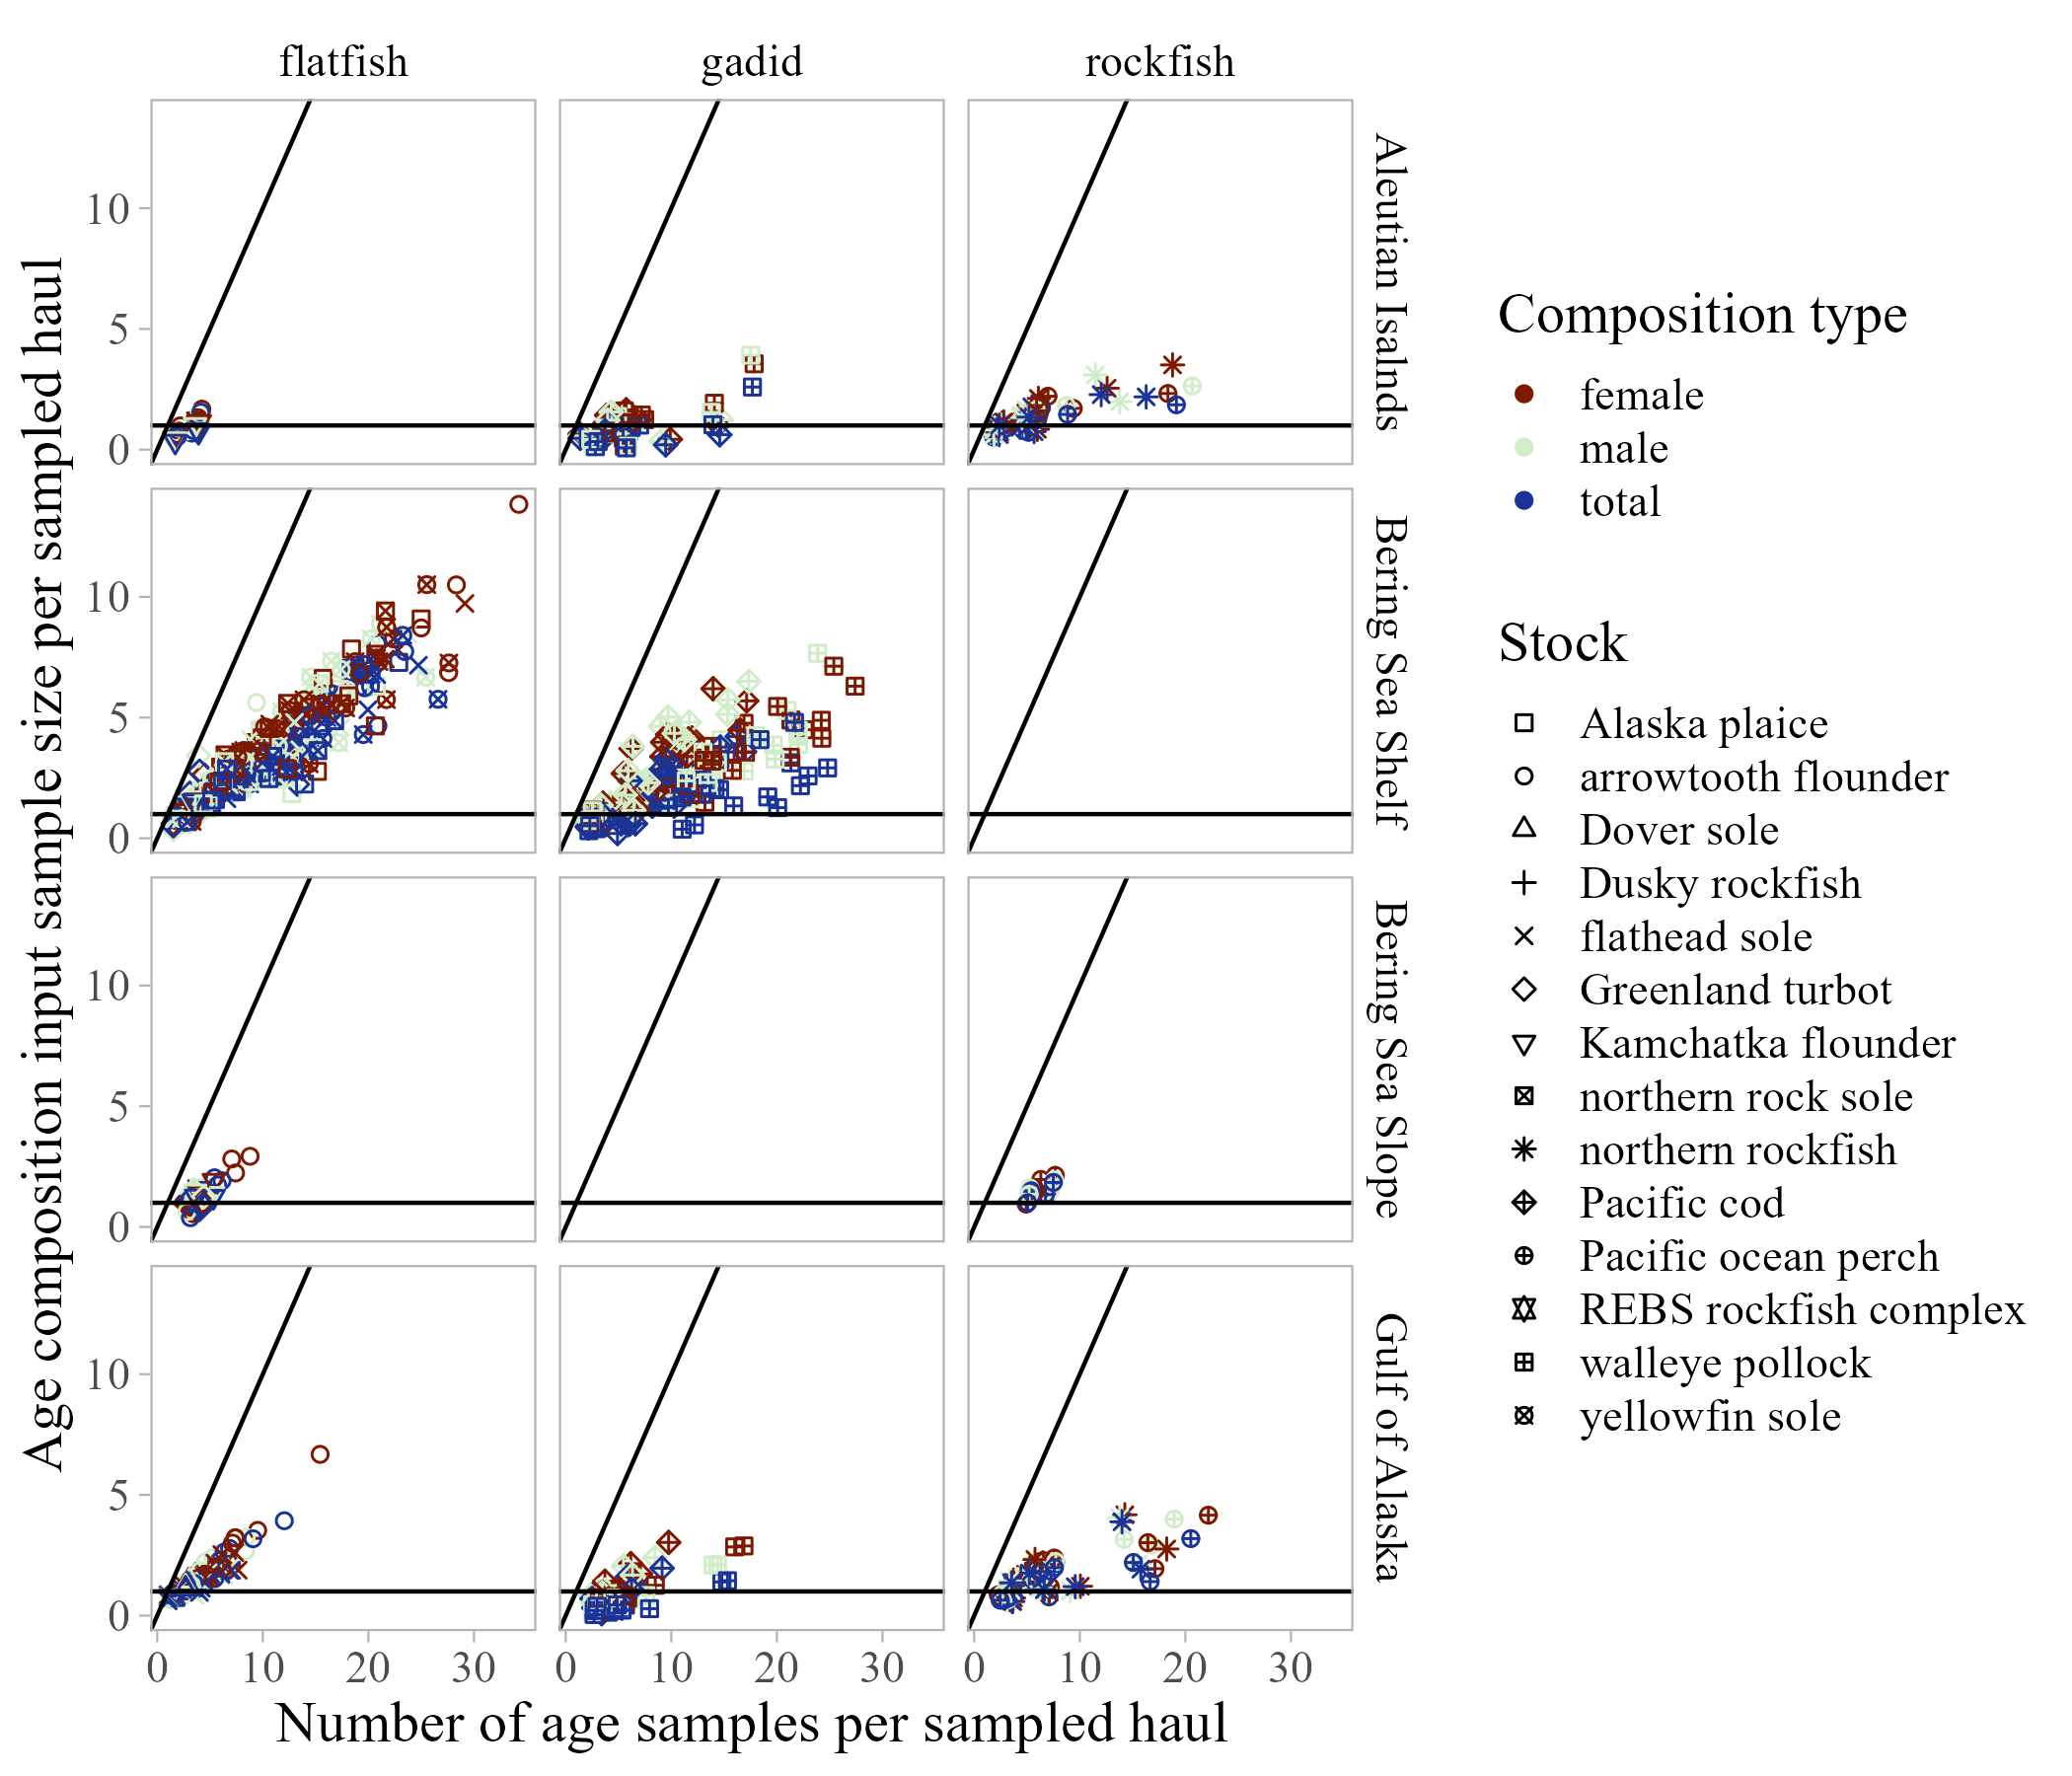 flatfish
gadid
rockfish
Age composition input sample size per sampled haul
10
5
0
Aleutian Isalnds
10
5
0
Bering Sea Shelf
10
5
0
Bering Sea Slope
10
5
0
Gulf of Alaska
0 10 20 30 0 10 20 30 0 10 20 30
Number of age samples per sampled haul
Composition type
female
male
total
Stock
Alaska plaice
arrowtooth flounder
Dover sole
Dusky rockfish
flathead sole
Greenland turbot
Kamchatka flounder
northern rock sole
northern rockfish
Pacific cod
Pacific ocean perch
REBS rockfish complex
walleye pollock
yellowfin sole